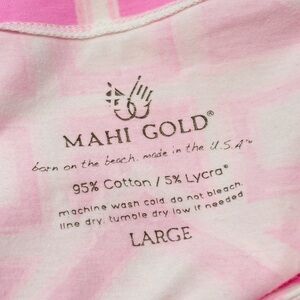 MAHI GOLD®
born on the beach. made in the U.S.A™
95% Cotton / 5% Lycra®
machine wash cold. do not bleach.
line dry. tumble dry low if needed.
LARGE